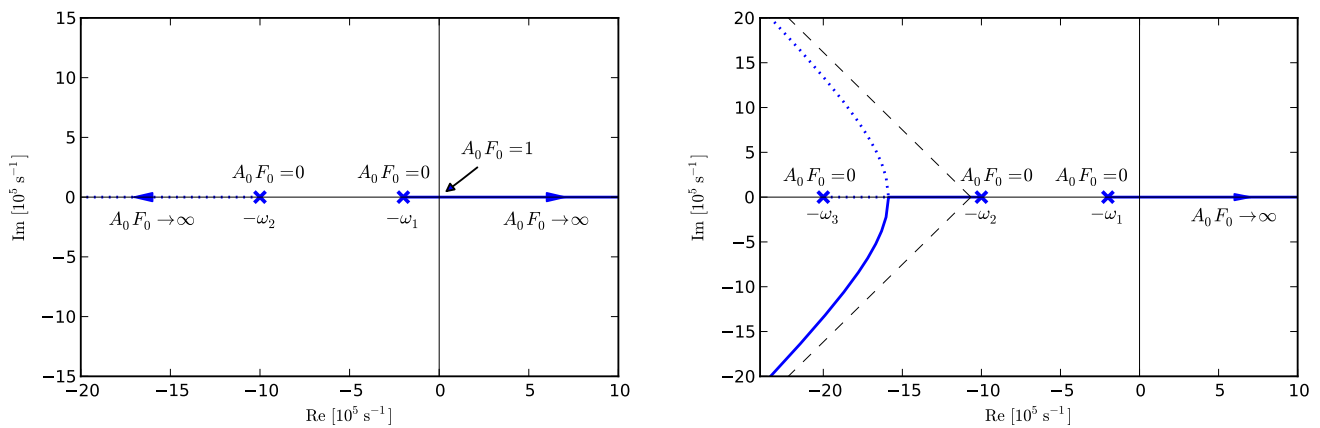 15
10
5
0
−5
−10
−15
−20
−15
−10
−5
0
5
10
Im [10⁵ s⁻¹]
Re [10⁵ s⁻¹]
A₀F₀=0
A₀F₀=0
A₀F₀=1
A₀F₀→∞
−ω₂
−ω₁
A₀F₀→∞
20
15
10
5
0
−5
−10
−15
−20
−20
−15
−10
−5
0
5
10
Im [10⁵ s⁻¹]
Re [10⁵ s⁻¹]
A₀F₀=0
A₀F₀=0
A₀F₀=0
−ω₃
−ω₂
−ω₁
A₀F₀→∞